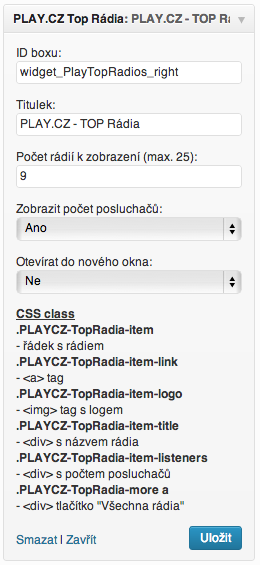 PLAY.CZ Top Rádia: PLAY.CZ - TOP Rá
ID boxu:
widget_PlayTopRadios_right
Titulek:
PLAY.CZ - TOP Rádia
Počet rádií k zobrazení (max. 25):
9
Zobrazit počet posluchačů:
Ano
Otevírat do nového okna:
Ne
CSS class
.PLAYCZ-TopRadia-item
- řádek s rádiem
.PLAYCZ-TopRadia-item-link
- <a> tag
.PLAYCZ-TopRadia-item-logo
- <img> tag s logem
.PLAYCZ-TopRadia-item-title
- <div> s názvem rádia
.PLAYCZ-TopRadia-item-listeners
- <div> s počtem posluchačů
.PLAYCZ-TopRadia-more a
- <div> tlačítko "Všechna rádia"
Smazat | Zavřít
Uložit